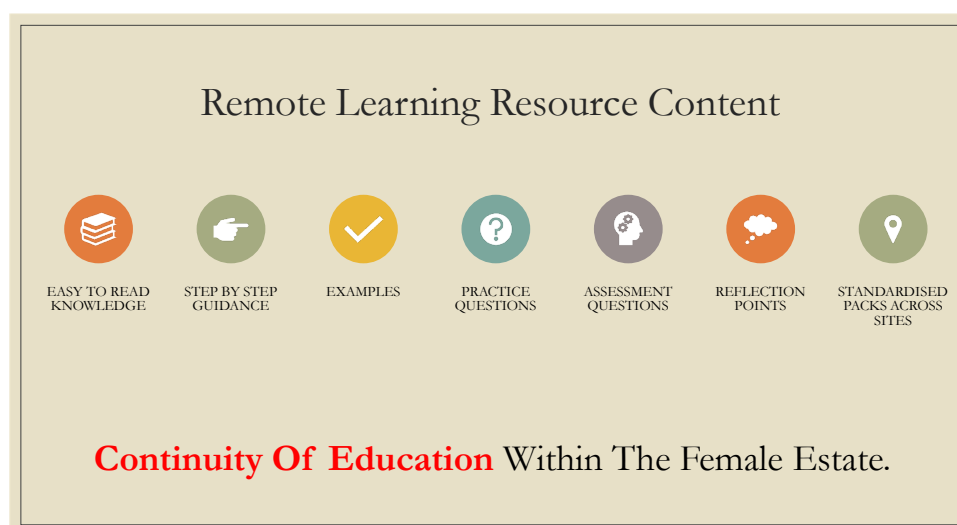 Remote Learning Resource Content
EASY TO READ
KNOWLEDGE
STEP BY STEP
GUIDANCE
EXAMPLES
PRACTICE
QUESTIONS
ASSESSMENT
QUESTIONS
REFLECTION
POINTS
STANDARDISED
PACKS ACROSS
SITES
Continuity Of Education Within The Female Estate.